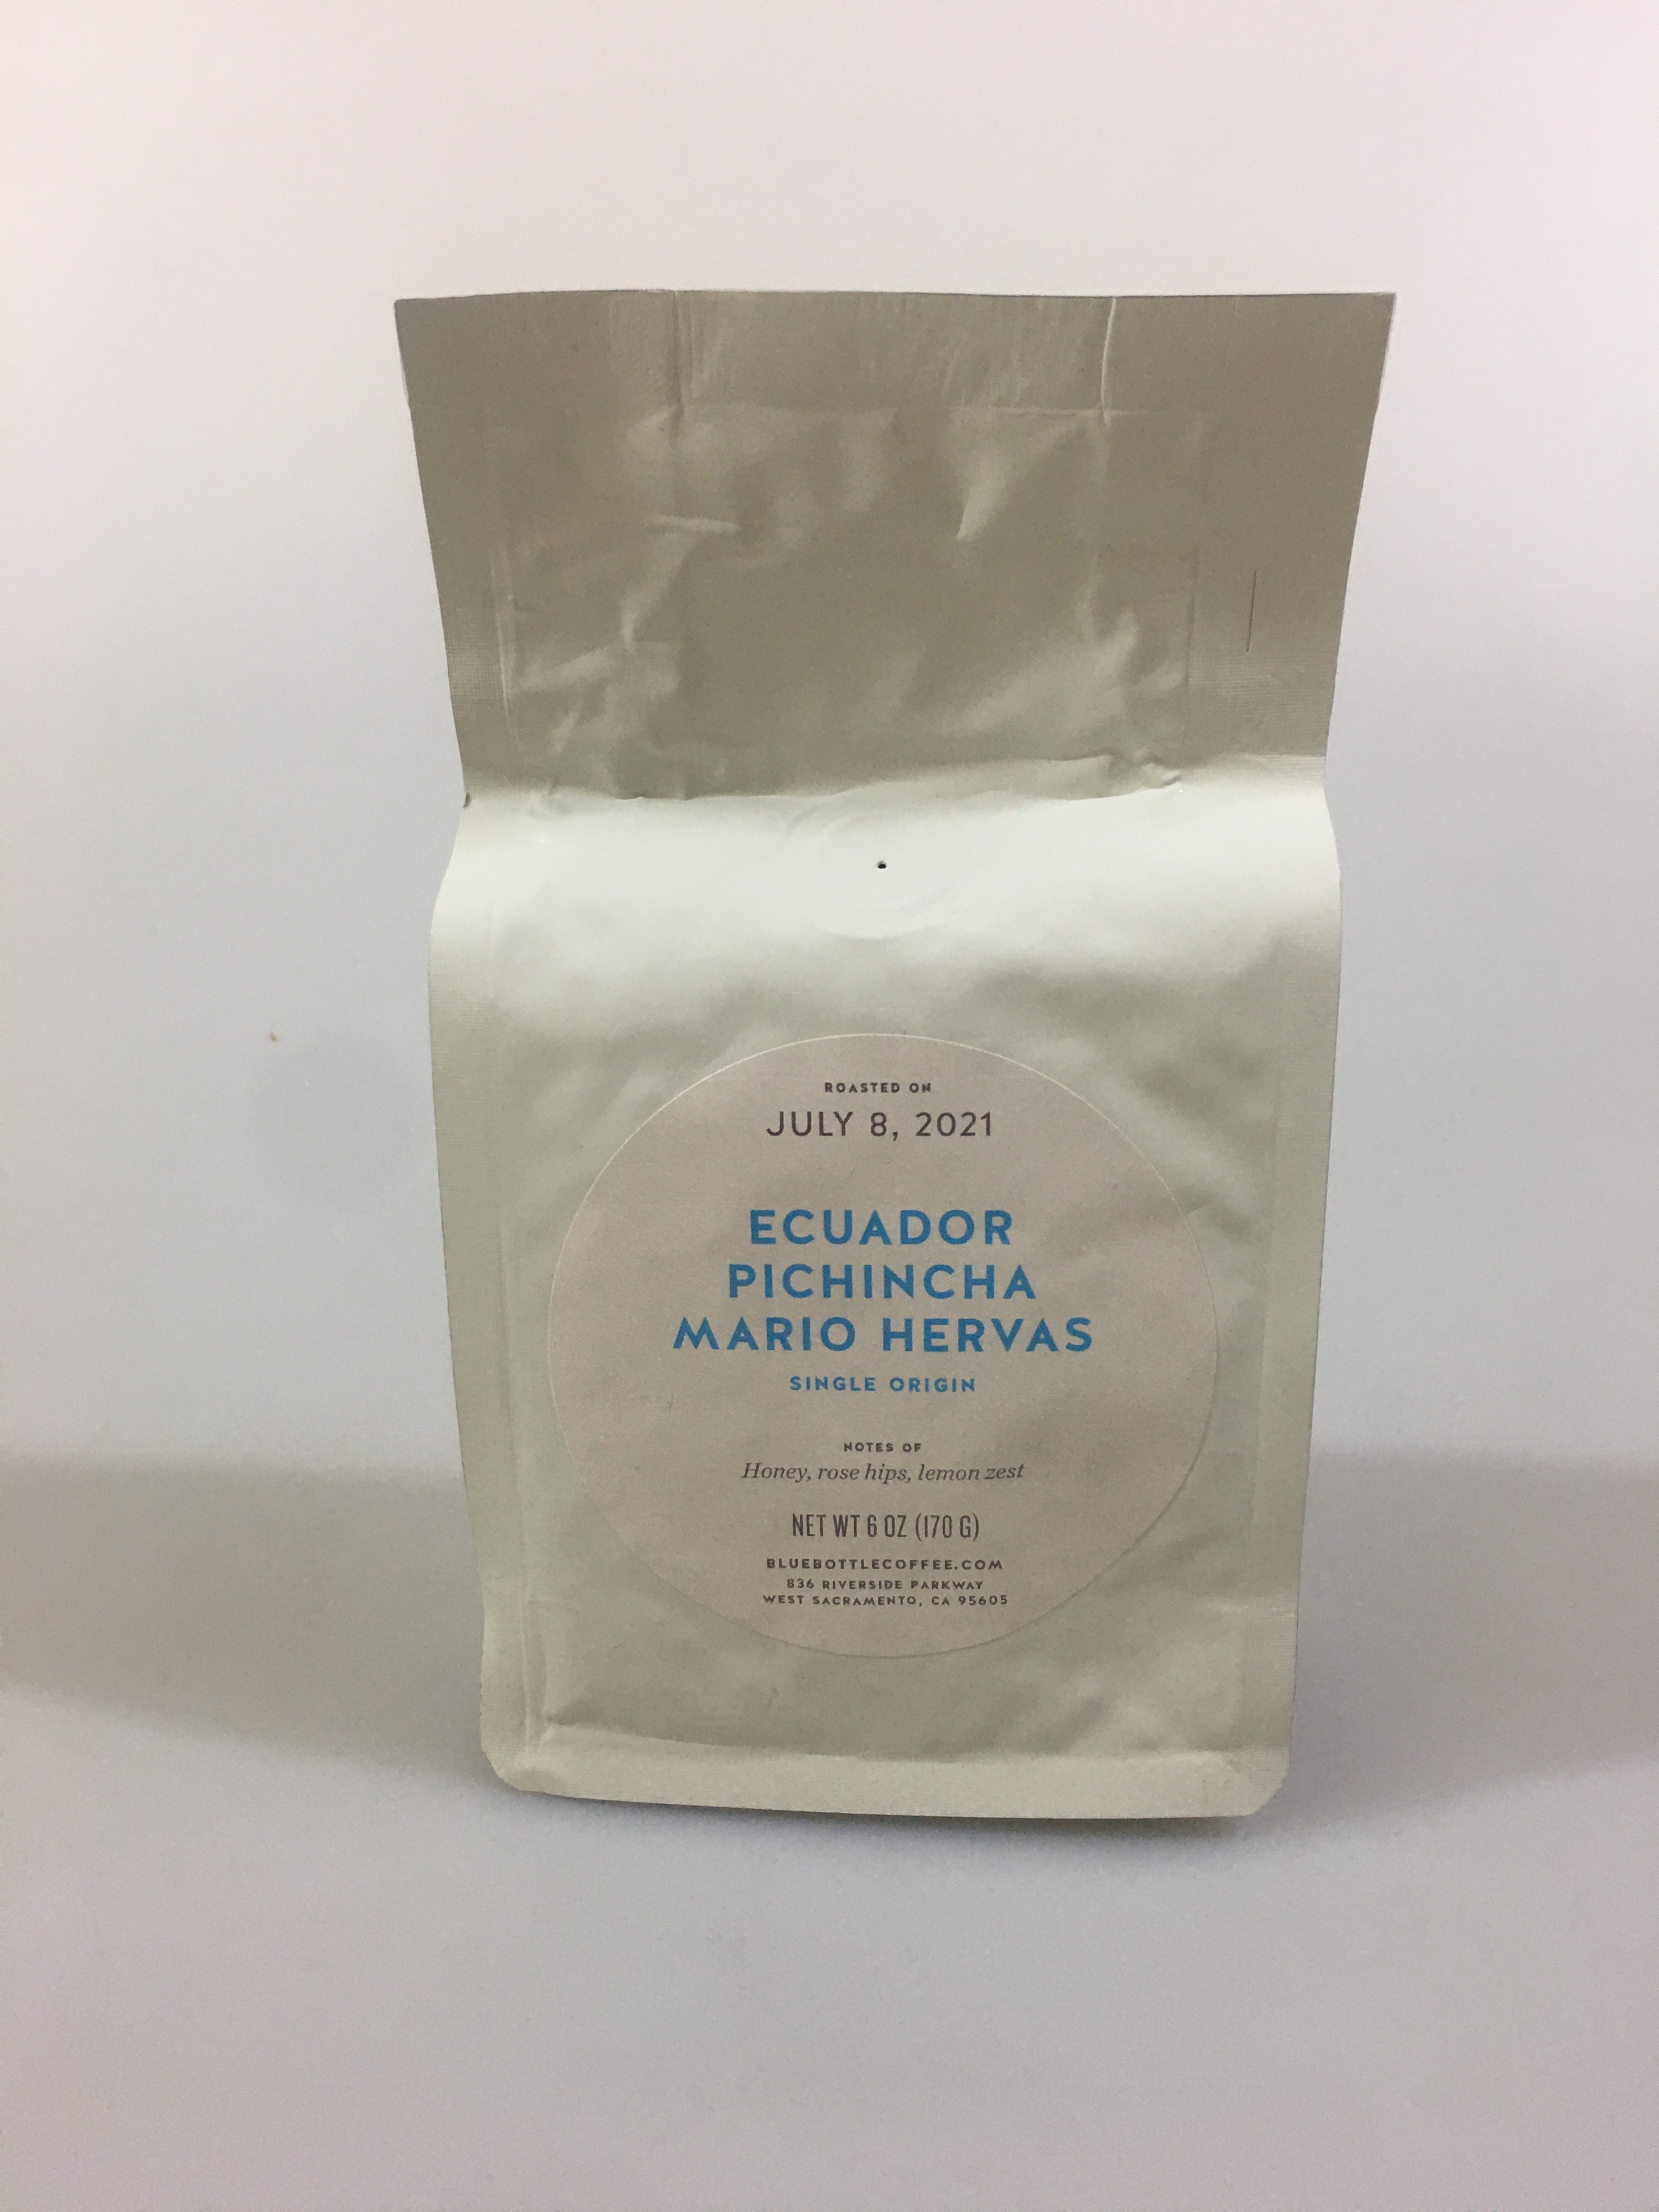 ROASTED ON
JULY 8, 2021
ECUADOR
PICHINCHA
MARIO HERVAS
SINGLE ORIGIN
NOTES OF
Honey, rose hips, lemon zest
NET WT 6 OZ (170 G)
BLUEBOTTLECOFFEE.COM
836 RIVERSIDE PARKWAY
WEST SACRAMENTO, CA 95605